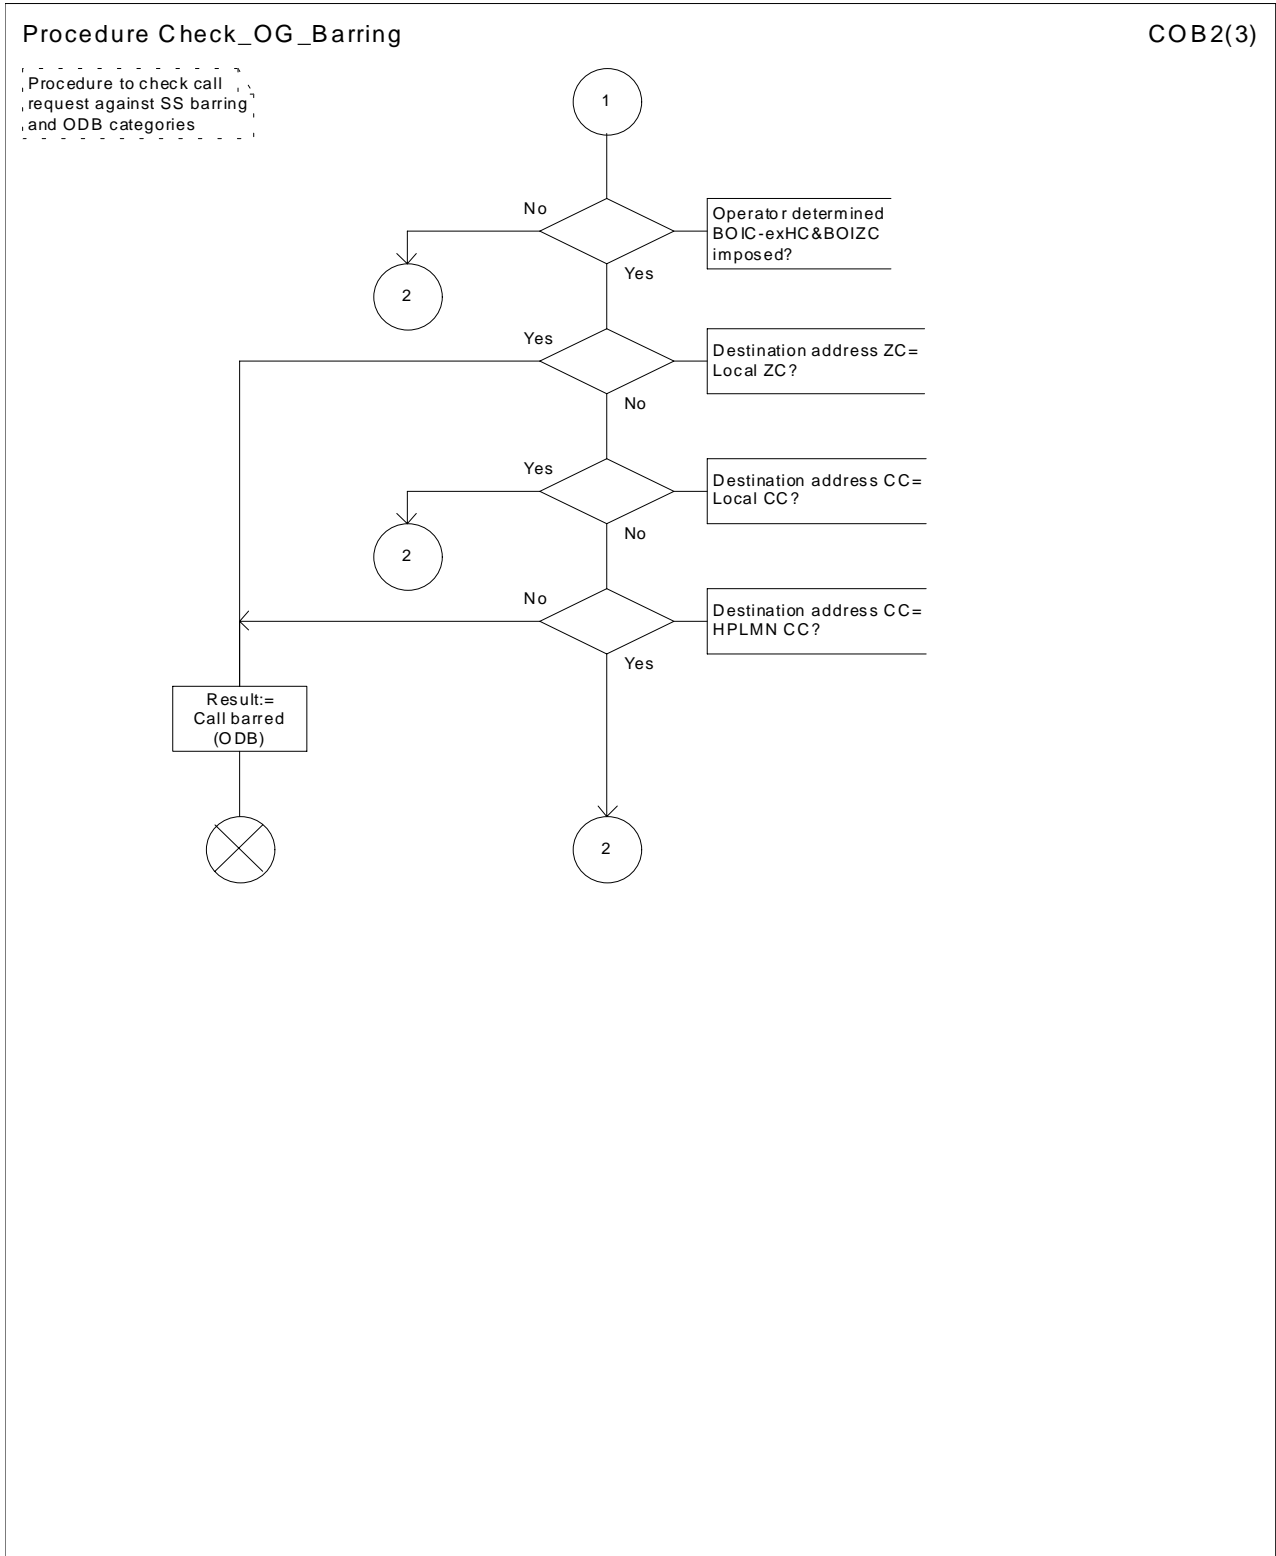 Procedure Check_OG_Barring
COB2(3)
Procedure to check call
request against SS barring
and ODB categories
1
No
Operator determined
BOIC-exHC&BOIZC
imposed?
Yes
2
Yes
Destination address ZC=
Local ZC?
No
Yes
Destination address CC=
Local CC?
No
2
No
Destination address CC=
HPLMN CC?
Yes
Result:=
Call barred
(ODB)
2